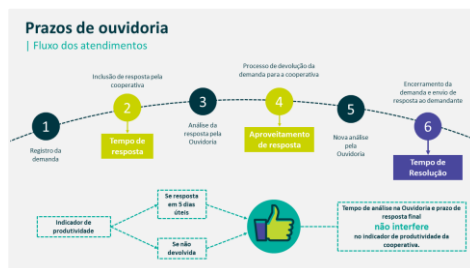 Prazos de ouvidoria
| Fluxo dos atendimentos
1
Registro da
demanda
Inclusão de resposta pela
cooperativa
2
Tempo de
resposta
3
Análise da
resposta pela
Ouvidoria
Processo de devolução da
demanda para a cooperativa
4
Aproveitamento
de resposta
5
Nova análise
pela
Ouvidoria
Encerramento da
demanda e envio de
resposta ao demandante
6
Tempo de
Resolução
Indicador de
produtividade
Se resposta
em 5 dias
úteis
Se não
devolvida
Tempo de análise na Ouvidoria e prazo de
resposta final
não interfere
no indicador de produtividade da
cooperativa.